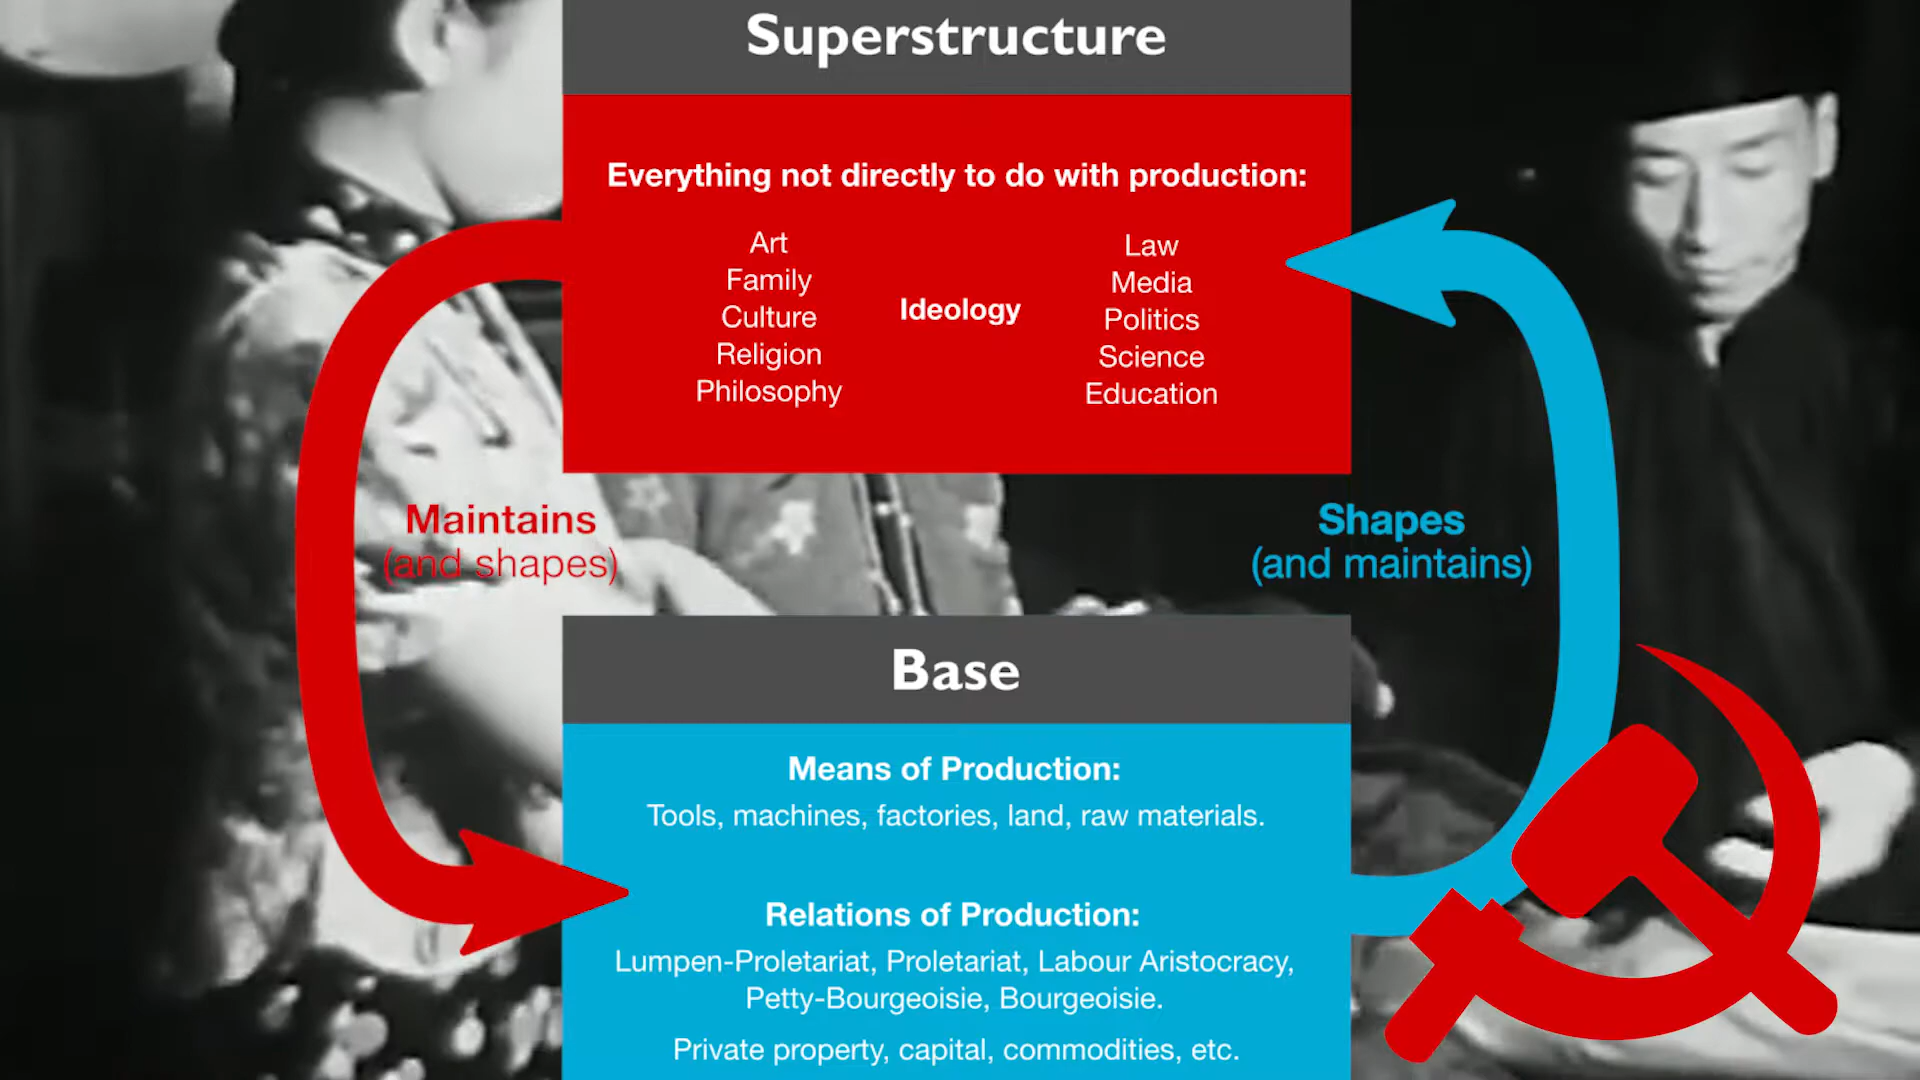 Superstructure
Everything not directly to do with production:
Art
Family
Culture
Religion
Philosophy
Ideology
Law
Media
Politics
Science
Education
Maintains
(and shapes)
Shapes
(and maintains)
Base
Means of Production:
Tools, machines, factories, land, raw materials.
Relations of Production:
Lumpen-Proletariat, Proletariat, Labour Aristocracy,
Petty-Bourgeoisie, Bourgeoisie.
Private property, capital, commodities, etc.